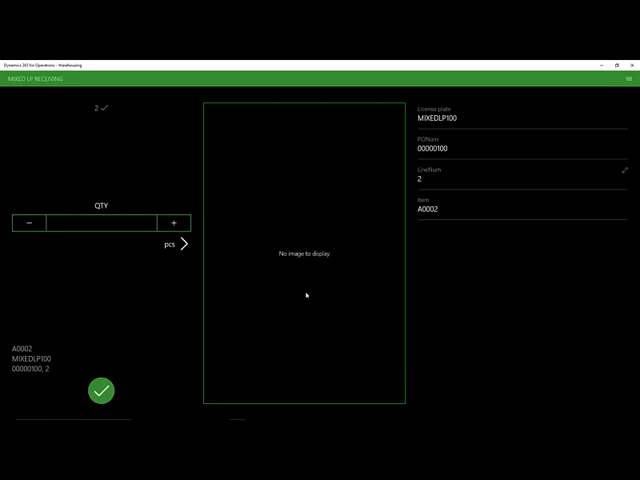 Dynamics 365 for Operations - Warehousing
MIXED LP RECEIVING
2
QTY
pcs
A0002
MIXEDLP100
00000100, 2
No image to display
License plate
MIXEDLP100
PONum
00000100
LineNum
2
Item
A0002